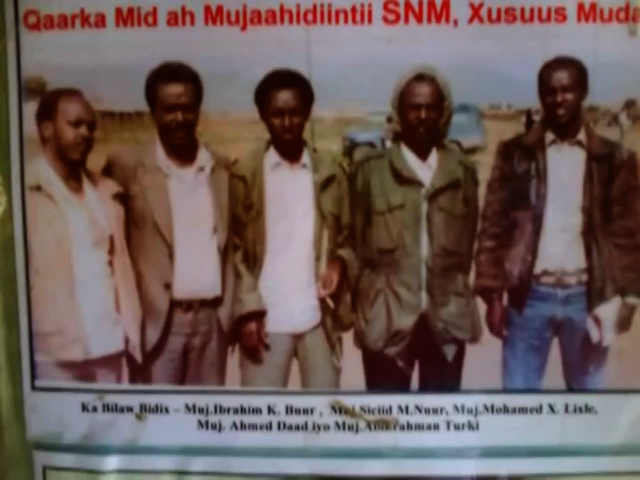 Qaarka Mid ah Mujaahidiintii SNM, Xusuus Muda
Ka Bilaw Bidix – Muj.Ibrahim K. Buur , Muj Siciid M.Nuur, Muj.Mohamed X. Lixle,
Muj. Ahmed Daad.iyo Muj.Abdirahman Turki